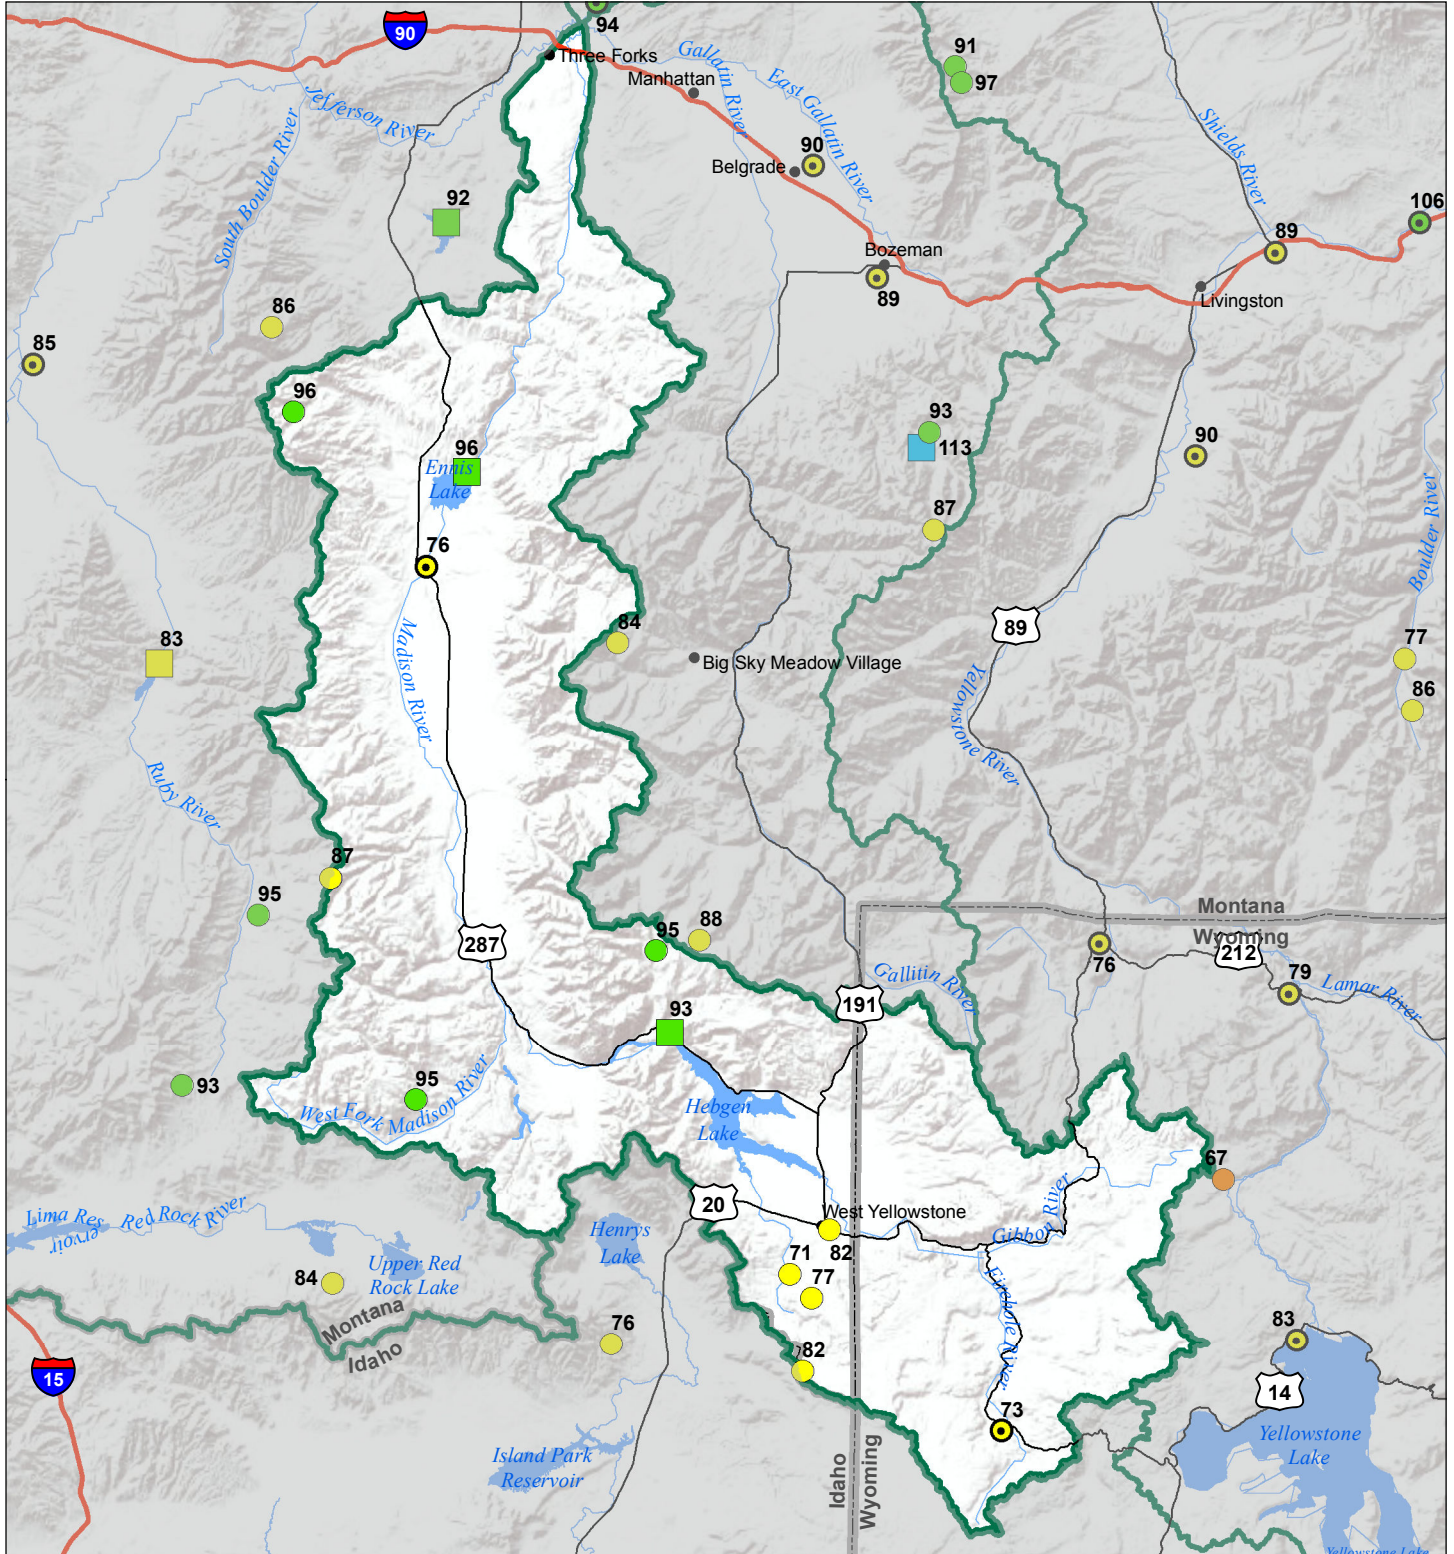 90
94
Three Forks
Manhattan
Gallatin River
East Gallatin River
91
97
Jefferson River
South Boulder River
Shields River
90
Belgrade
92
106
89
Bozeman
89
Livingston
86
85
96
93
113
90
96
Ennis
Lake
87
Boulder River
76
83
84
89
Big Sky Meadow Village
77
86
Madison River
Yellowstone River
Ruby River
87
95
Montana
Wyoming
287
95
88
76
212
79
Gallitin River
Lamar River
191
93
93
95
West Fork Madison River
Hebgen
Lake
67
20
West Yellowstone
82
Gibbon River
Lima Reservoir
Red Rock River
Henrys
Lake
Upper Red
Rock Lake
84
71
77
Firehole River
Montana
Idaho
76
83
82
15
14
73
Yellowstone
Lake
Island Park
Reservoir
Idaho
Wyoming
Yellowstone Lake